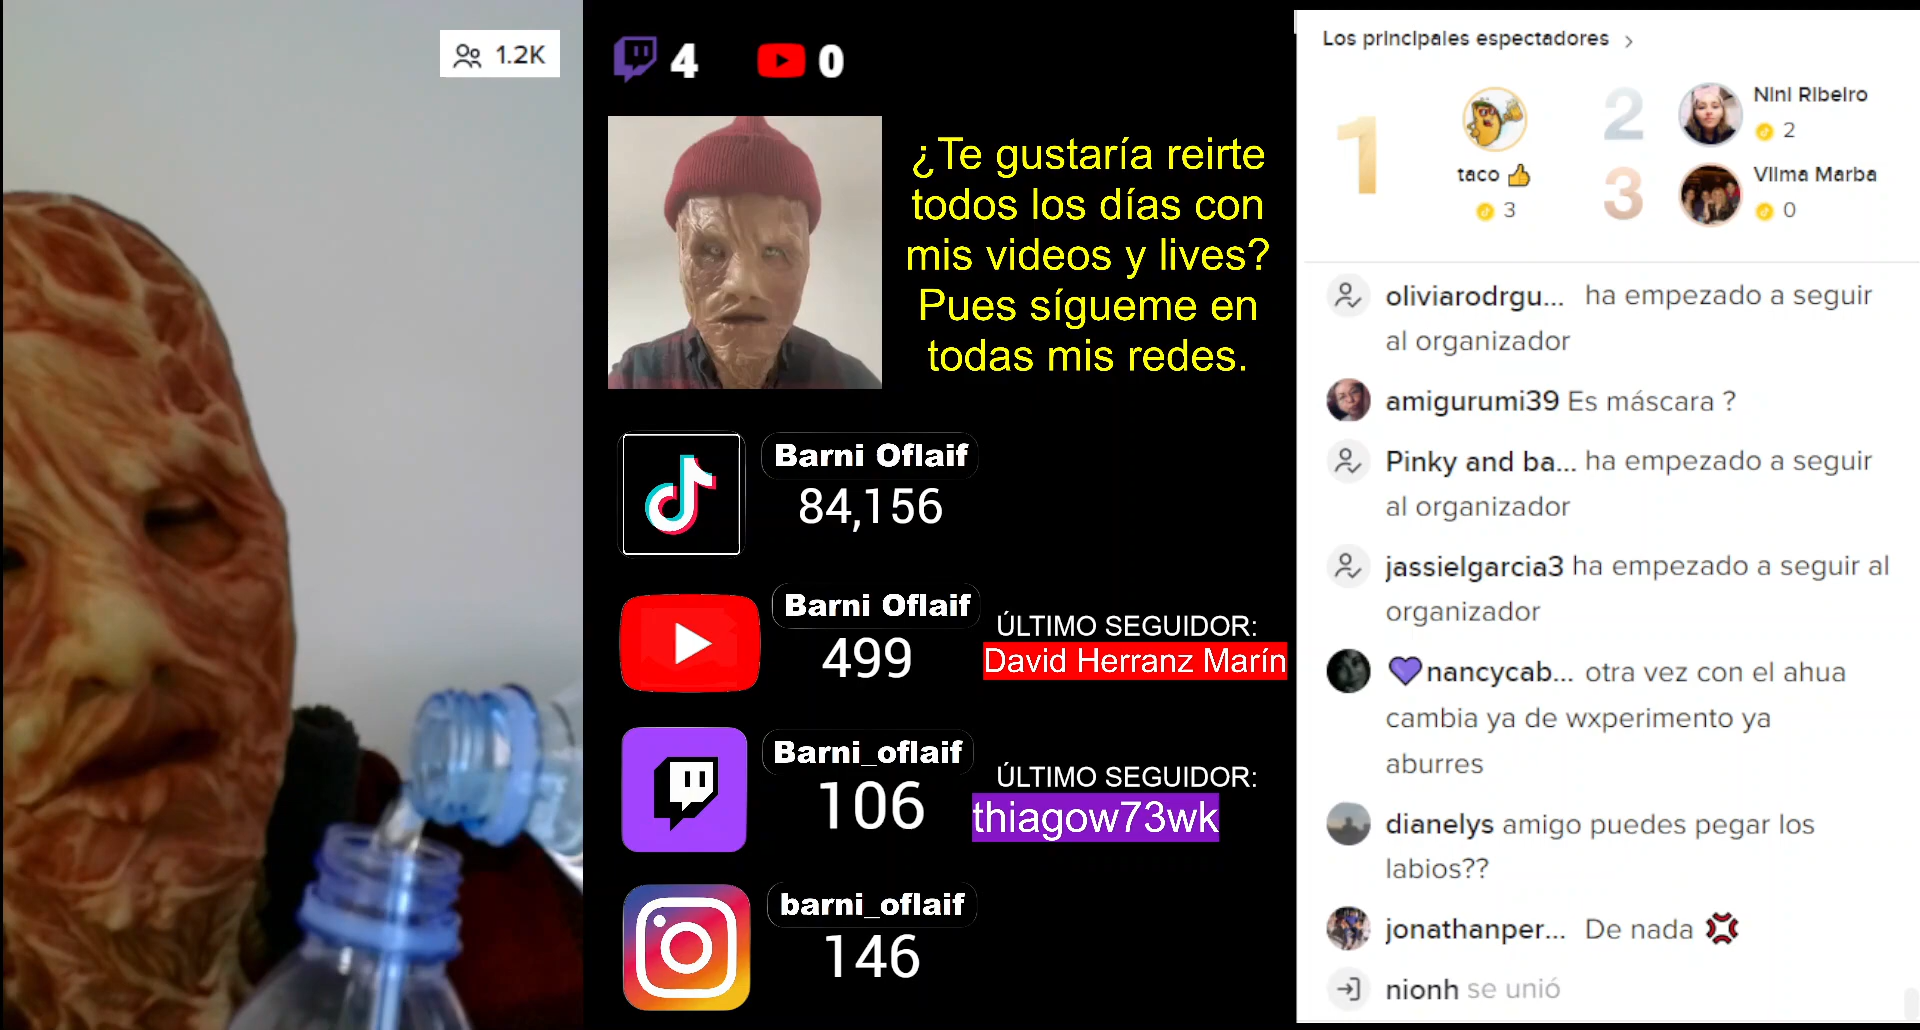 1.2K
4
0
¿Te gustaría reirte
todos los días con
mis videos y lives?
Pues sígueme en
todas mis redes.
Barni Oflaif
84,156
Barni Oflaif
499
ÚLTIMO SEGUIDOR:
David Herranz Marín
Barni_oflaif
106
ÚLTIMO SEGUIDOR:
thiagow73wk
barni_oflaif
146
Los principales espectadores
1
taco 👍
3
2
Nini Ribeiro
2
3
Vilma Marba
0
oliviarodrgu... ha empezado a seguir
al organizador
amigurumi39 Es máscara ?
Pinky and ba... ha empezado a seguir
al organizador
jassielgarcia3 ha empezado a seguir al
organizador
💜nancycab... otra vez con el ahua
cambia ya de wxperimento ya
aburres
dianelys amigo puedes pegar los
labios??
jonathanper... De nada 💢
nionh se unió